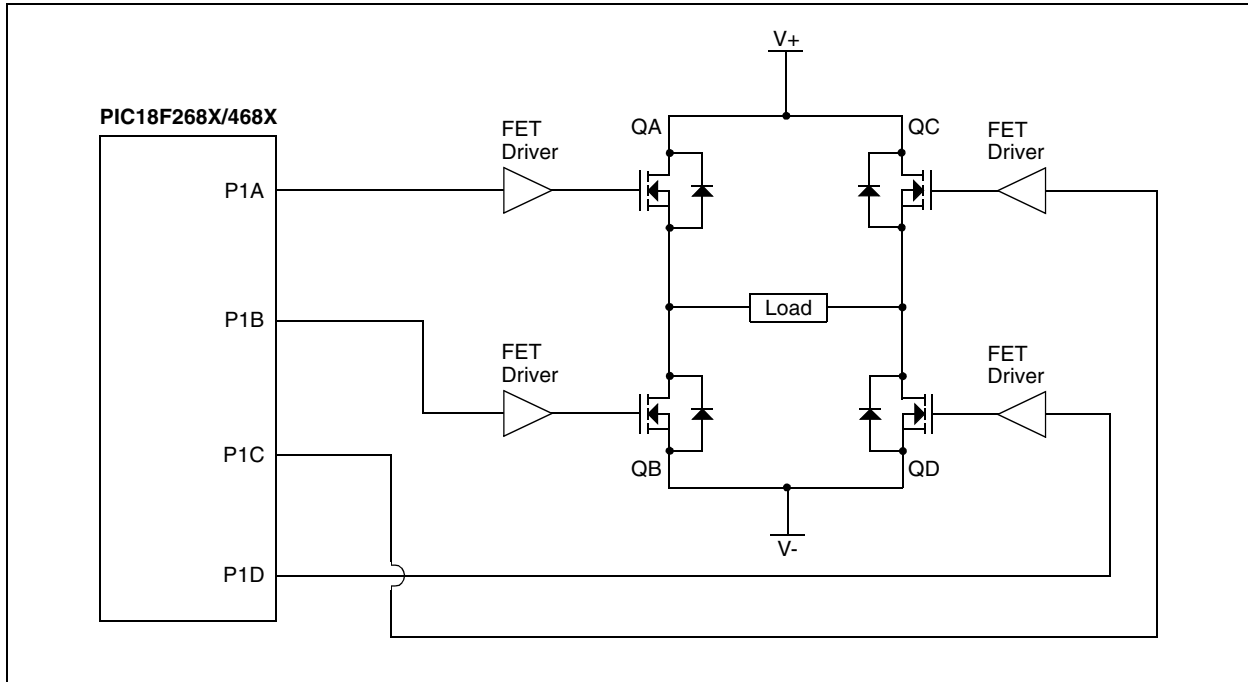 V+
PIC18F268X/468X
FET
Driver
QA
QC
FET
Driver
P1A
P1B
Load
FET
Driver
FET
Driver
P1C
QB
QD
V-
P1D